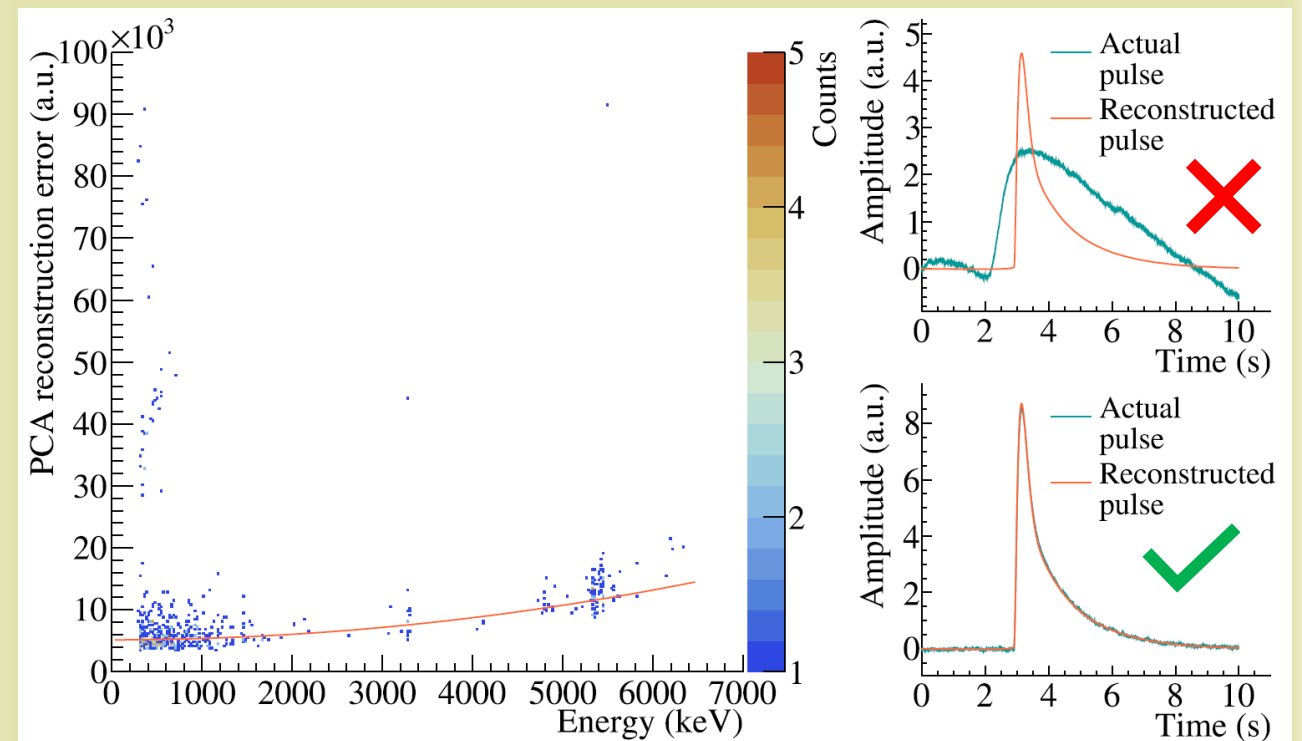 ×10³
100
90
80
70
60
50
40
30
20
10
0
PCA reconstruction error (a.u.)
0 1000 2000 3000 4000 5000 6000 7000
Energy (keV)
5
4
3
2
1
Counts
5
4
3
2
1
0
Amplitude (a.u.)
Actual
pulse
Reconstructed
pulse
0 2 4 6 8 10
Time (s)
8
6
4
2
0
Amplitude (a.u.)
Actual
pulse
Reconstructed
pulse
0 2 4 6 8 10
Time (s)